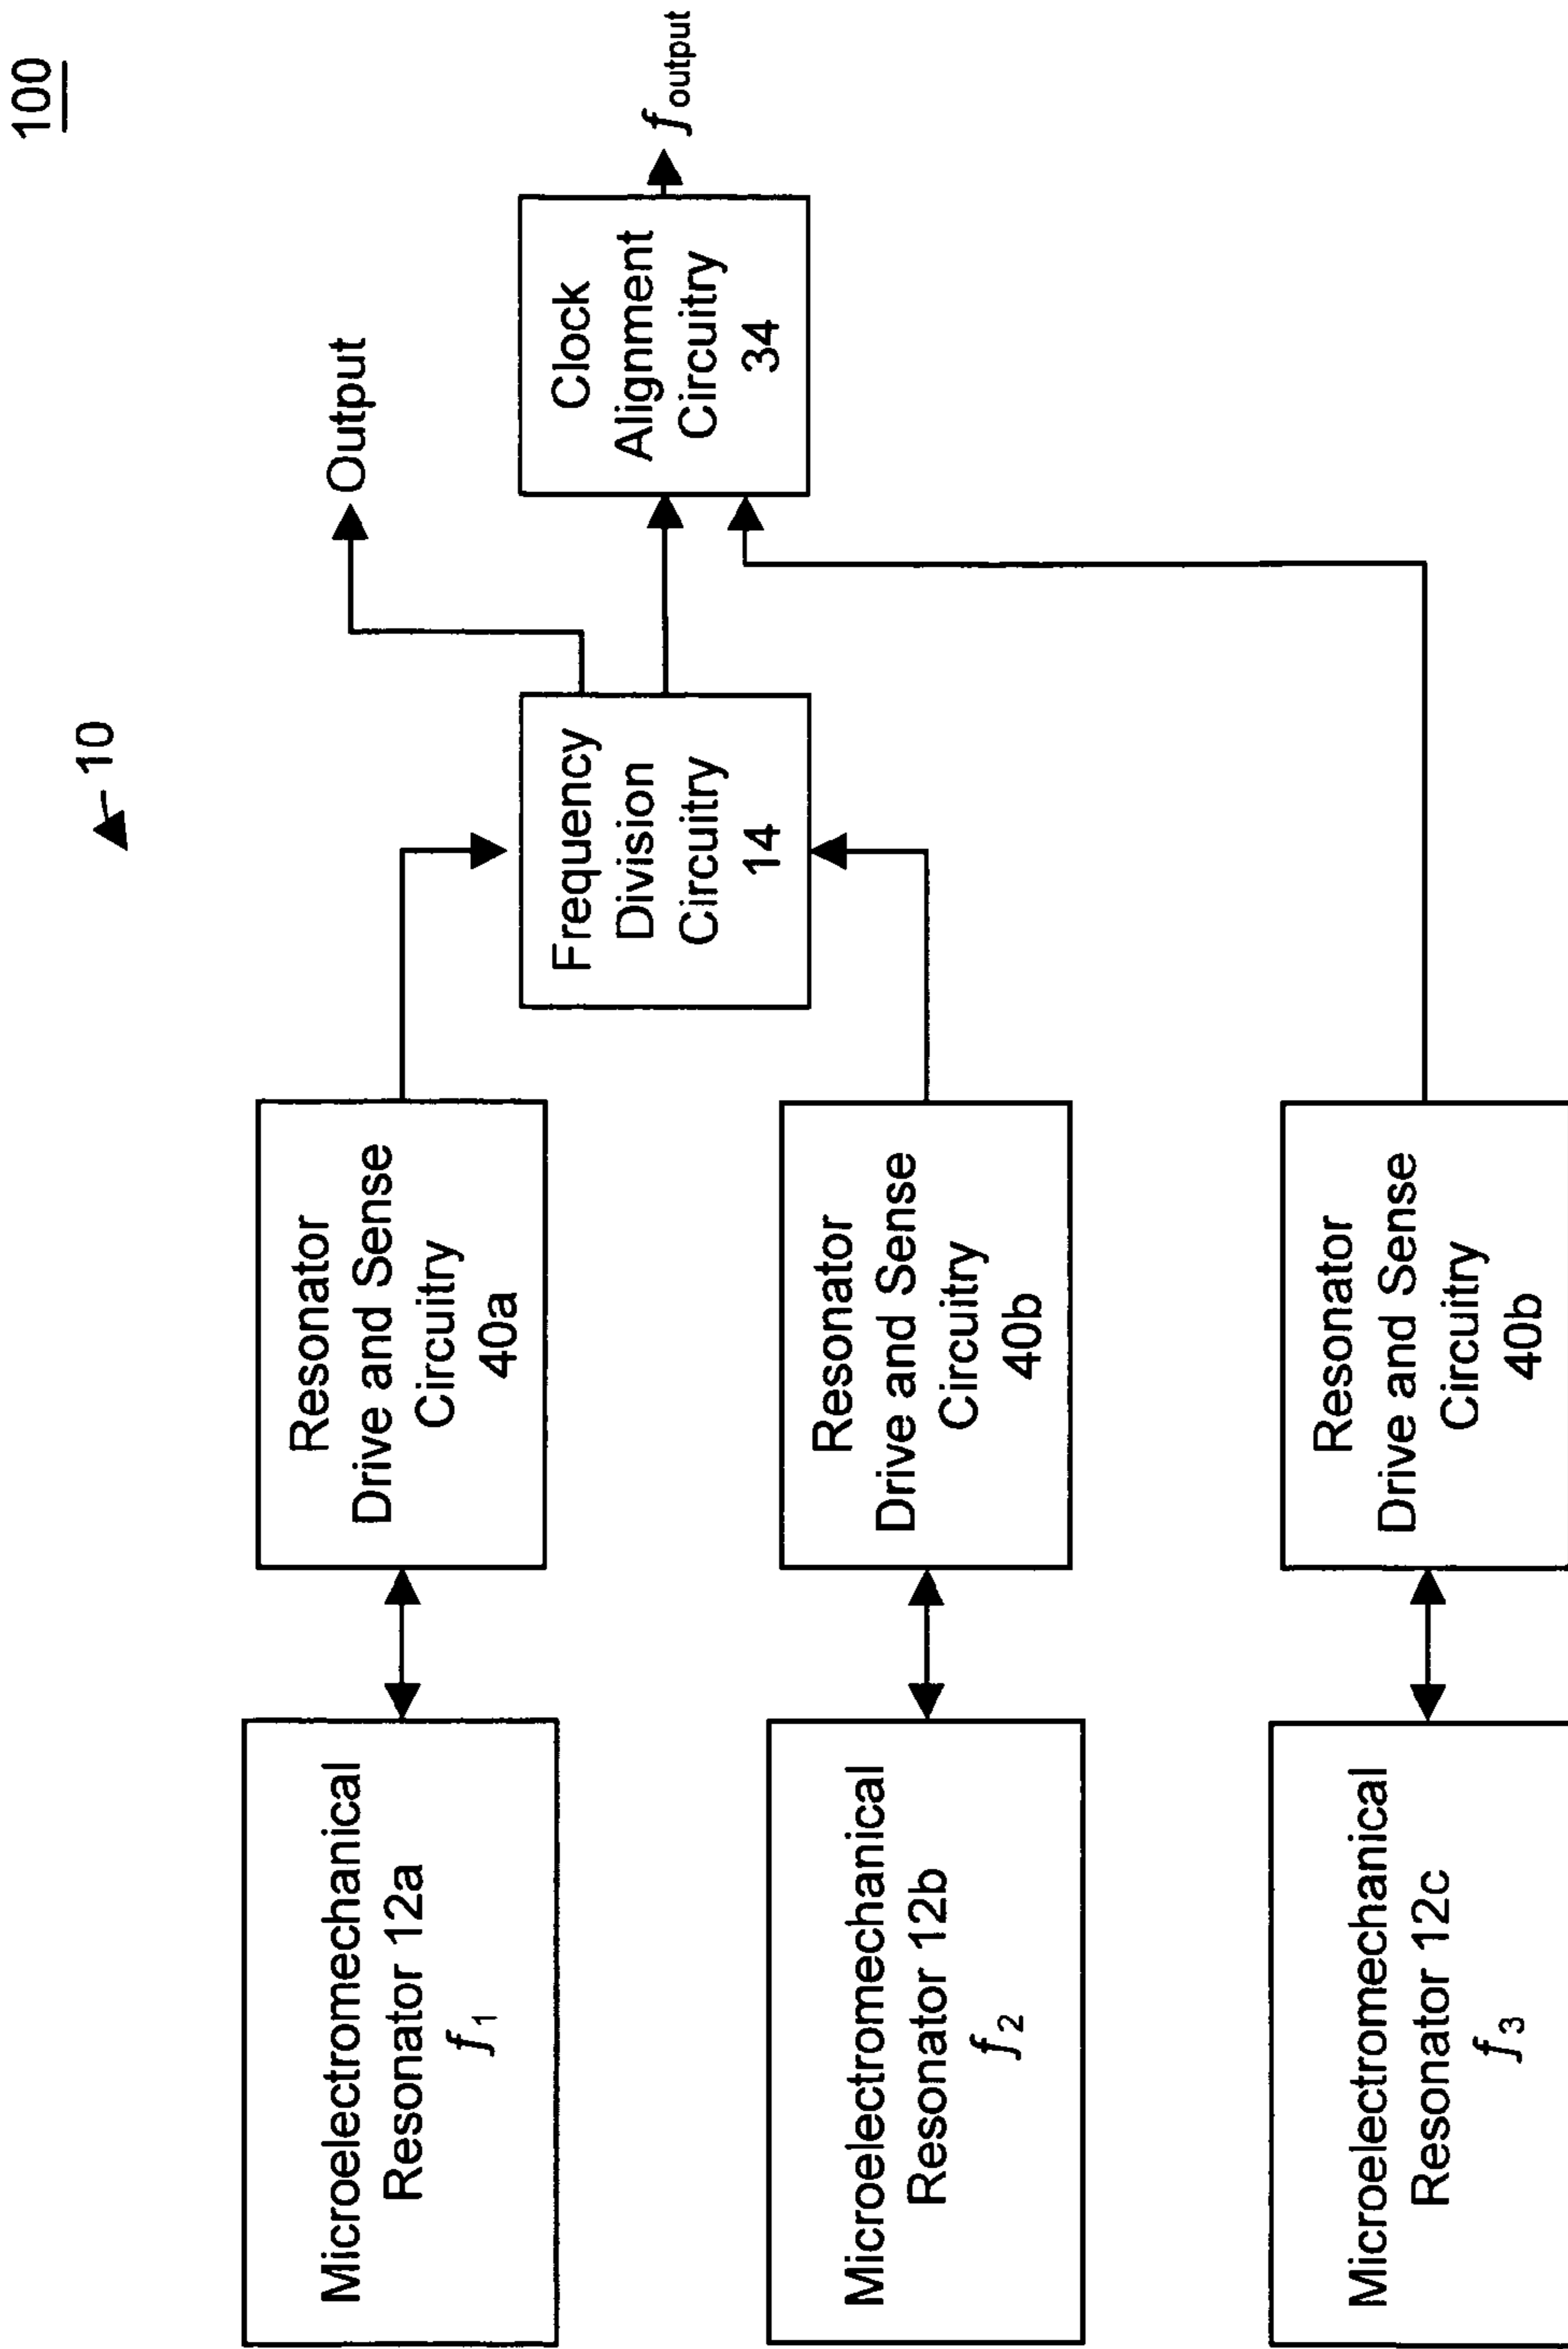 100
10
Microelectromechanical
Resonator 12a
f1
Resonator
Drive and Sense
Circuitry
40a
Output
Frequency
Division
Circuitry
14
Clock
Alignment
Circuitry
34
foutput
Microelectromechanical
Resonator 12b
f2
Resonator
Drive and Sense
Circuitry
40b
Microelectromechanical
Resonator 12c
f3
Resonator
Drive and Sense
Circuitry
40b